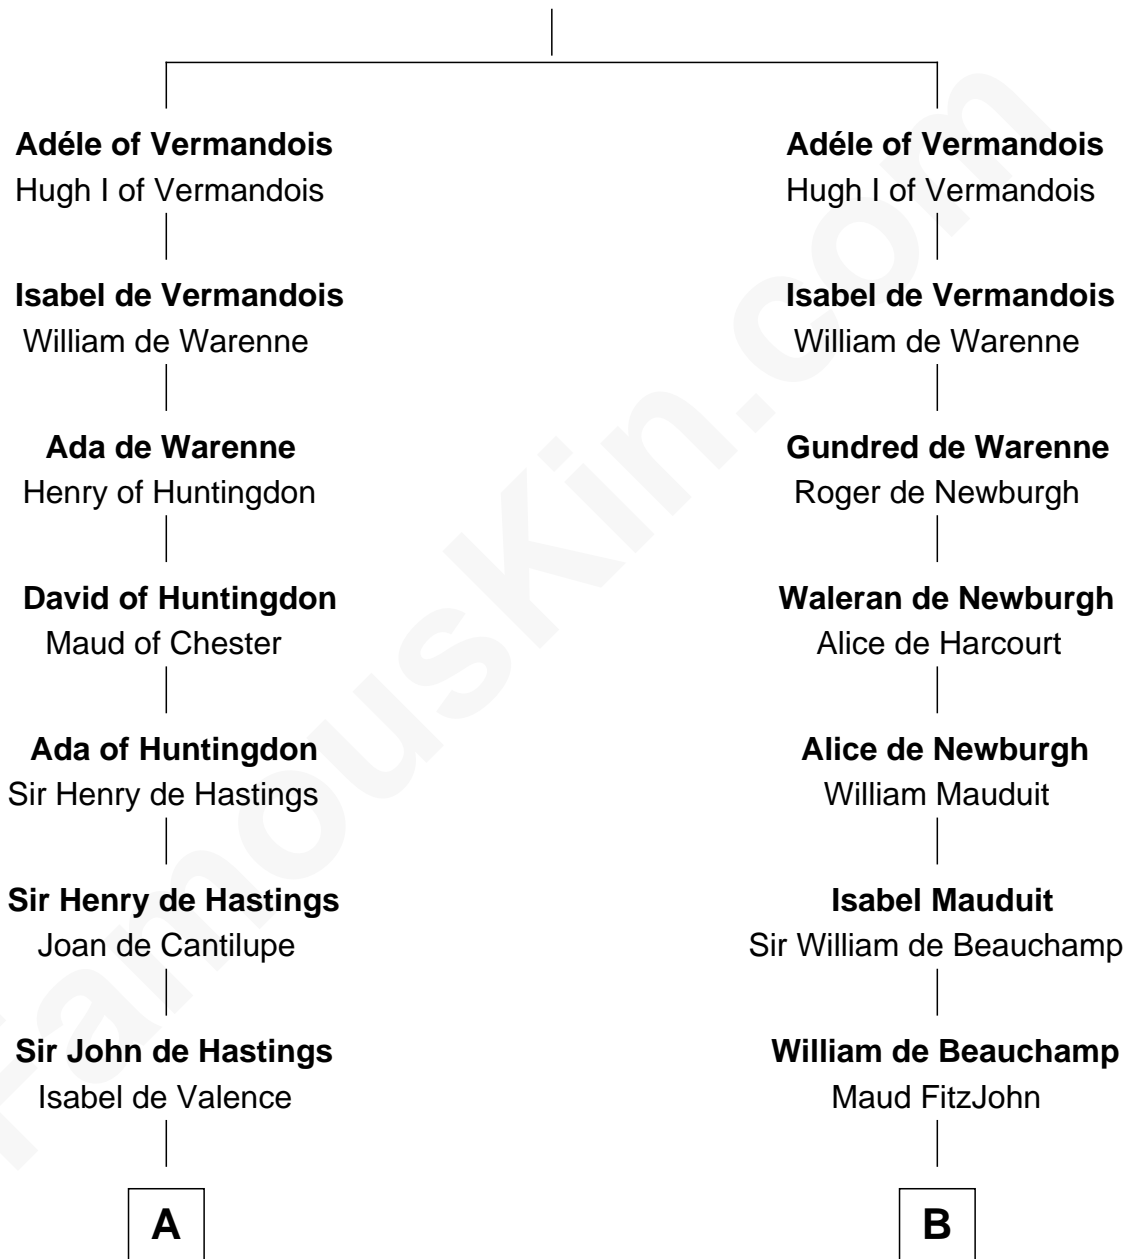 Adéle of Vermandois
Hugh I of Vermandois
Isabel de Vermandois
William de Warenne
Ada de Warenne
Henry of Huntingdon
David of Huntingdon
Maud of Chester
Ada of Huntingdon
Sir Henry de Hastings
Sir Henry de Hastings
Joan de Cantilupe
Sir John de Hastings
Isabel de Valence
A
Adéle of Vermandois
Hugh I of Vermandois
Isabel de Vermandois
William de Warenne
Gundred de Warenne
Roger de Newburgh
Waleran de Newburgh
Alice de Harcourt
Alice de Newburgh
William Mauduit
Isabel Mauduit
Sir William de Beauchamp
William de Beauchamp
Maud FitzJohn
B
FamousKin.com